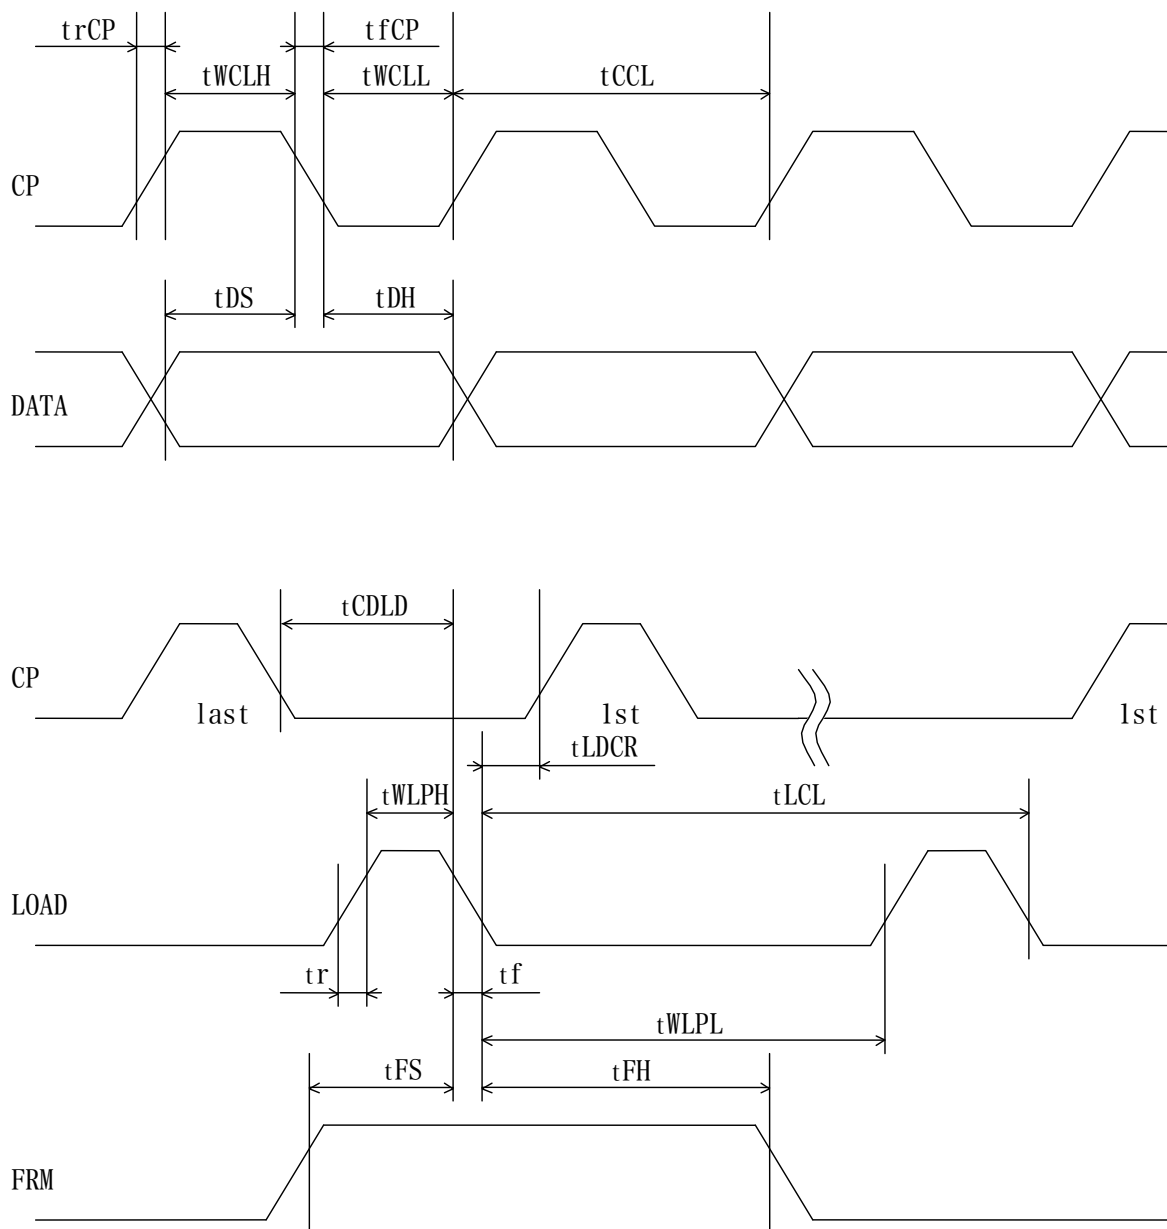 trCP tfCP
tWCLH tWCLL tCCL
CP
tDS tDH
DATA
tCDLD
CP
last 1st 1st
tLDCR
tWLPH tLCL
LOAD
tr tf
tWLPL
tFS tFH
FRM